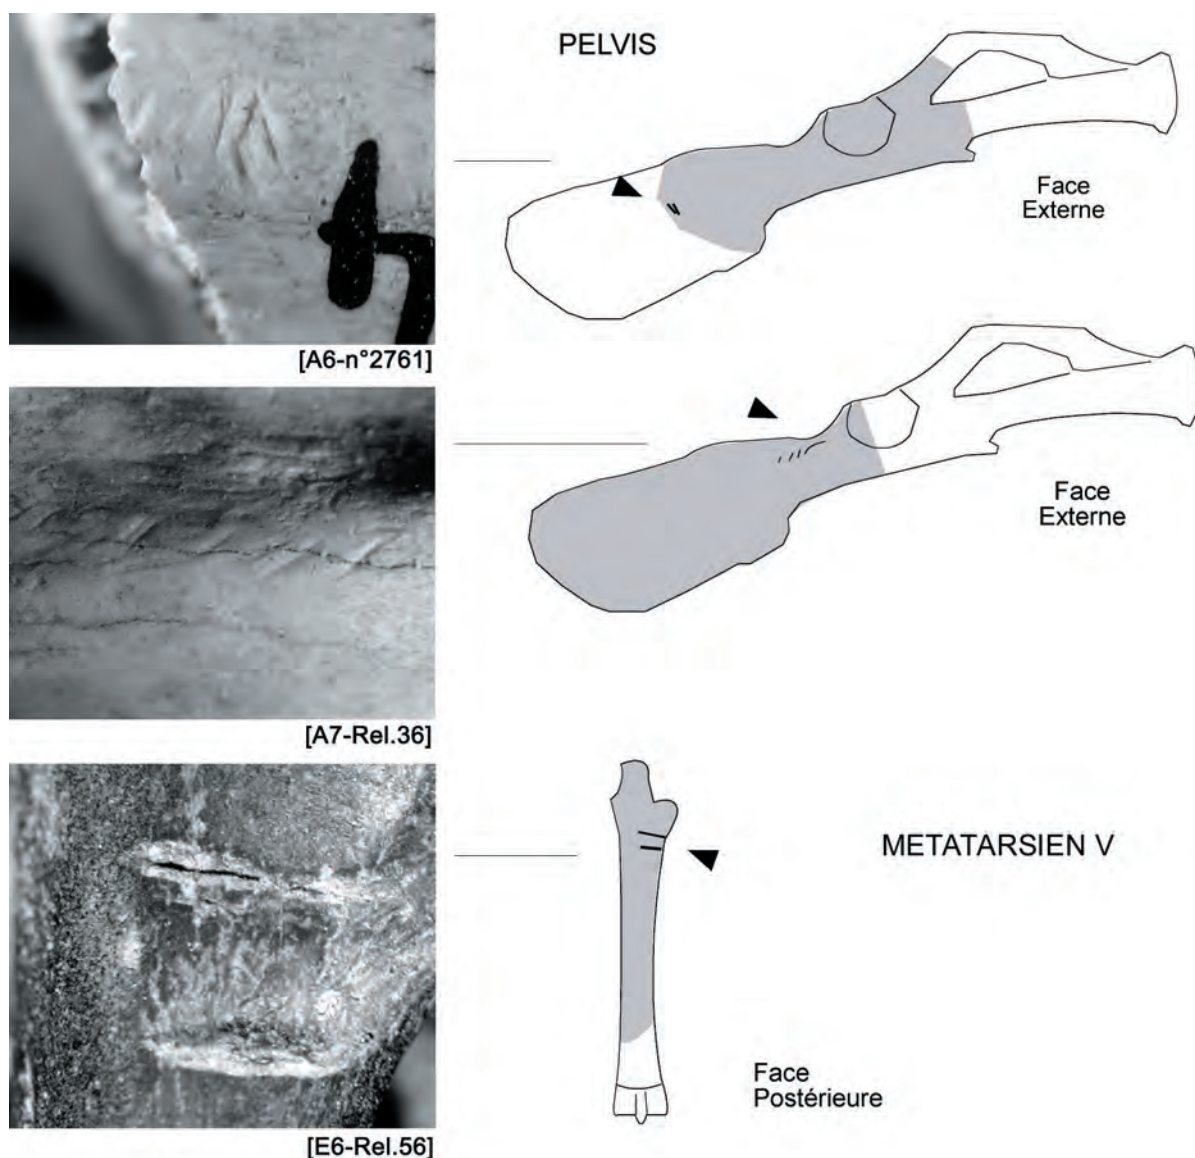 PELVIS
Face
Externe
[A6-n°2761]
Face
Externe
[A7-Rel.36]
METATARSIEN V
Face
Postérieure
[E6-Rel.56]